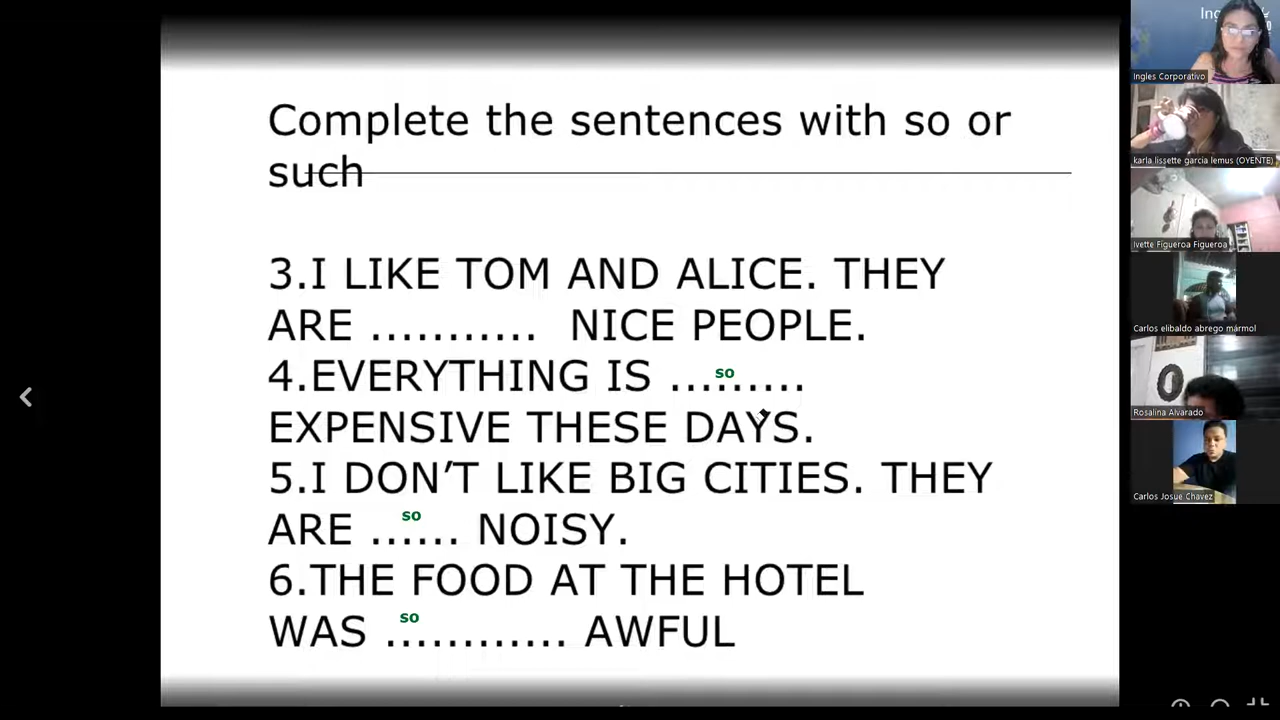 Complete the sentences with so or
such
3.I LIKE TOM AND ALICE. THEY
ARE ........... NICE PEOPLE.
4.EVERYTHING IS ...so......
EXPENSIVE THESE DAYS.
5.I DON’T LIKE BIG CITIES. THEY
ARE ..so.... NOISY.
6.THE FOOD AT THE HOTEL
WAS .so........... AWFUL
Ingles Corporativo
karla lissette garcia lemus (OYENTE)
Ivette Figueroa Figueroa
Carlos elibaldo abrego mármol
Rosalina Alvarado
Carlos Josue Chavez